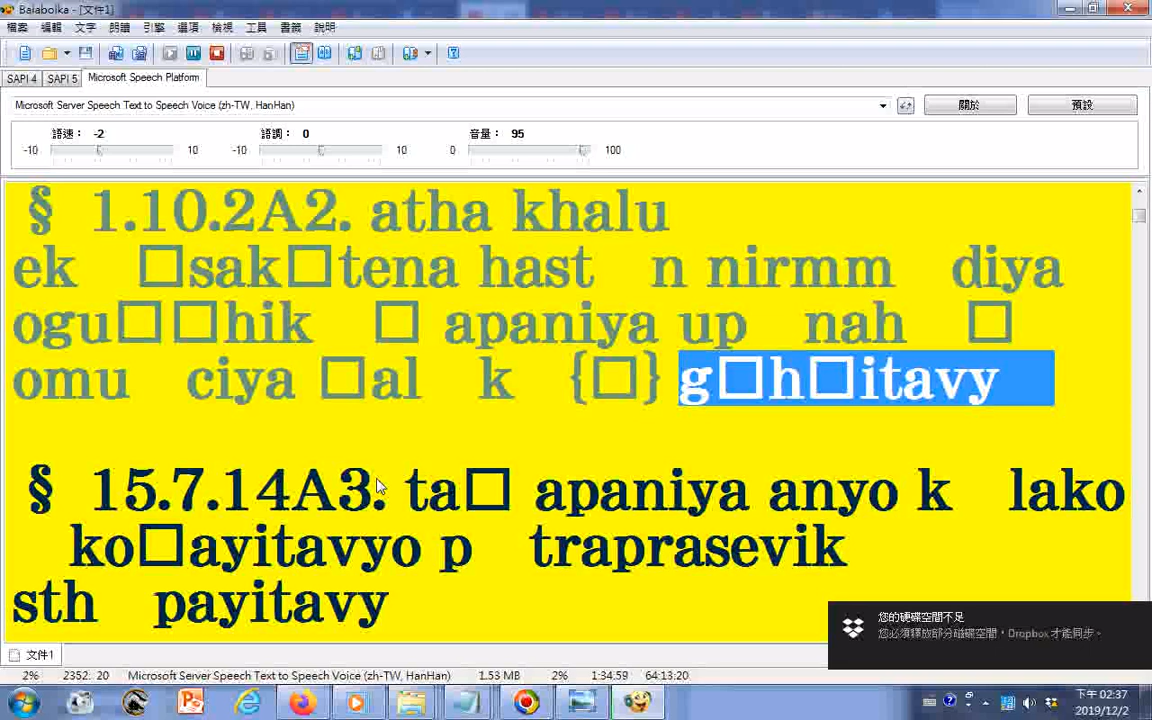 Balabolka - [文件1]
檔案 編輯 文字 朗讀 引擎 選項 檢視 工具 書籤 說明
SAPI 4 SAPI 5 Microsoft Speech Platform
Microsoft Server Speech Text to Speech Voice (zh-TW, HanHan) 關於 預設
語速： -2 語調： 0 音量： 95
-10 10 -10 10 0 100
§ 1.10.2A2. atha khalu
ek □sak□tena hast n nirmm diya
ogu□□hik □ apaniya up nah □
omu ciya □al k {□} g□h□itavy
§ 15.7.14A3. ta□ apaniya anyo k lako
ko□ayitavyo p traprasevik
sth payitavy
您的硬碟空間不足
您必須釋放部分磁碟空間，Dropbox 才能同步。
文件1
2% 2352: 20 Microsoft Server Speech Text to Speech Voice (zh-TW, HanHan) 1.53 MB 2% 1:34:59 64:13:20
下午 02:37
2019/12/2